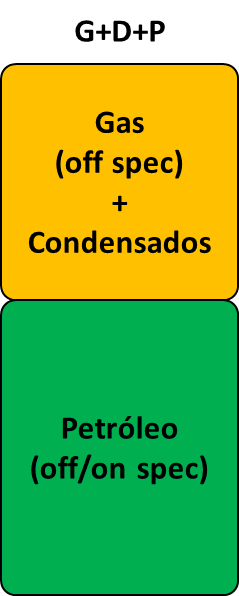 G+D+P
Gas
(off spec)
+
Condensados
Petróleo
(off/on spec)